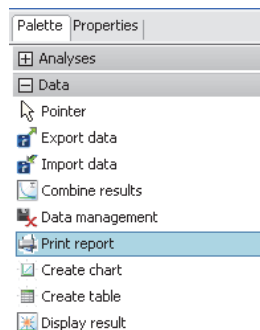 Palette Properties
Analyses
Data
Pointer
Export data
Import data
Combine results
Data management
Print report
Create chart
Create table
Display result